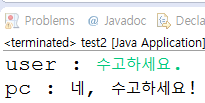 Problems @ Javadoc Decla
<terminated> test2 [Java Application]
user : 수고하세요.
pc : 네, 수고하세요!